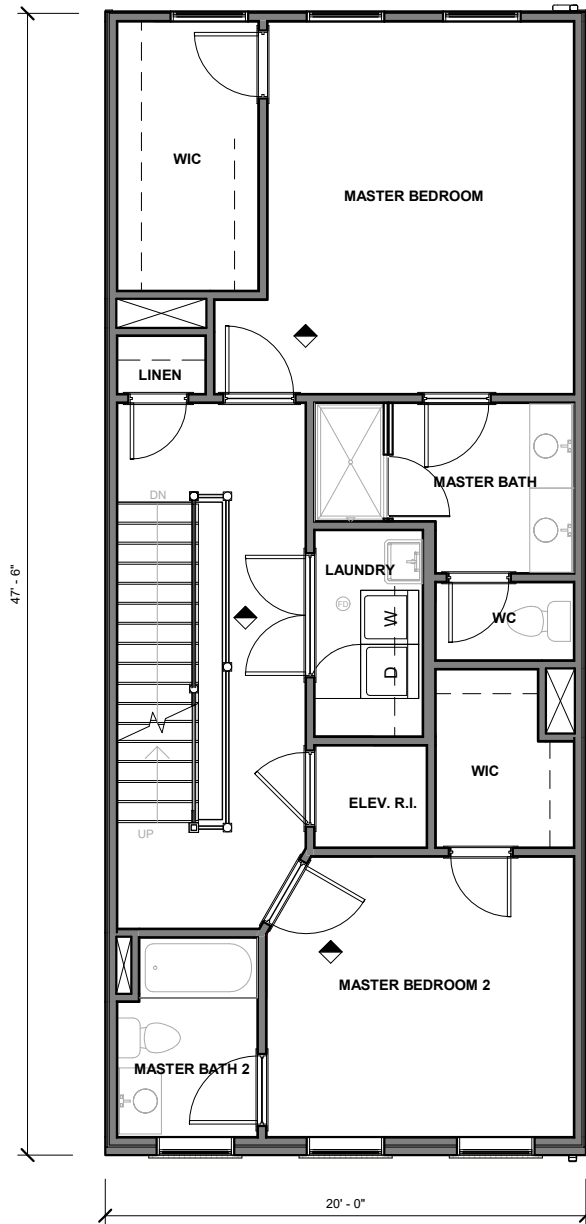 WIC
MASTER BEDROOM
LINEN
MASTER BATH
DN
LAUNDRY
47' - 6"
FD
W
WC
D
WIC
ELEV. R.I.
UP
MASTER BEDROOM 2
MASTER BATH 2
20' - 0"